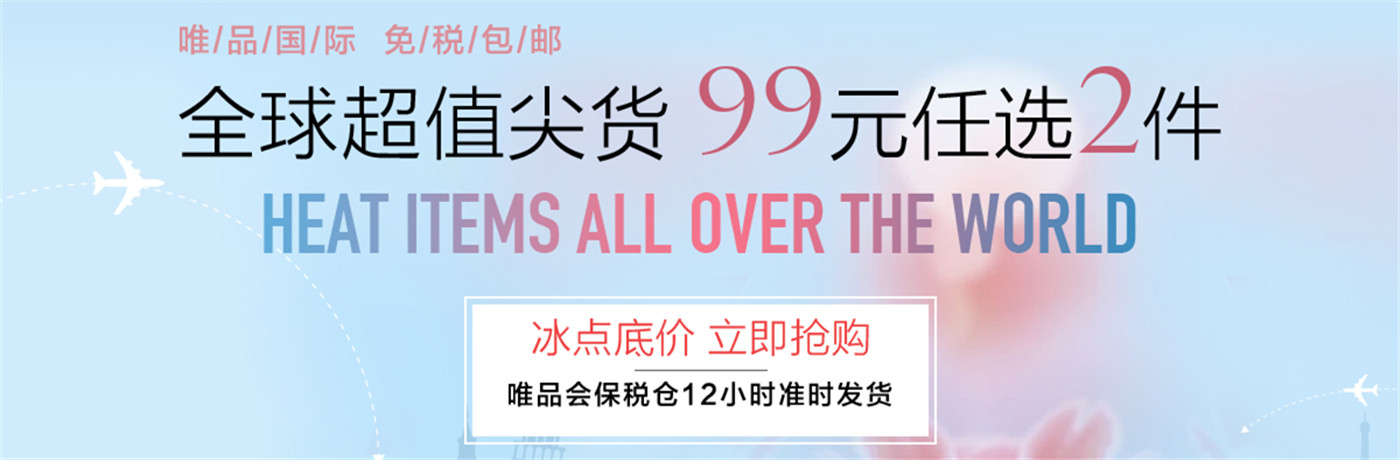 唯/品/国/际 免/税/包/邮
全球超值尖货 99元任选2件
HEAT ITEMS ALL OVER THE WORLD
冰点底价 立即抢购
唯品会保税仓12小时准时发货